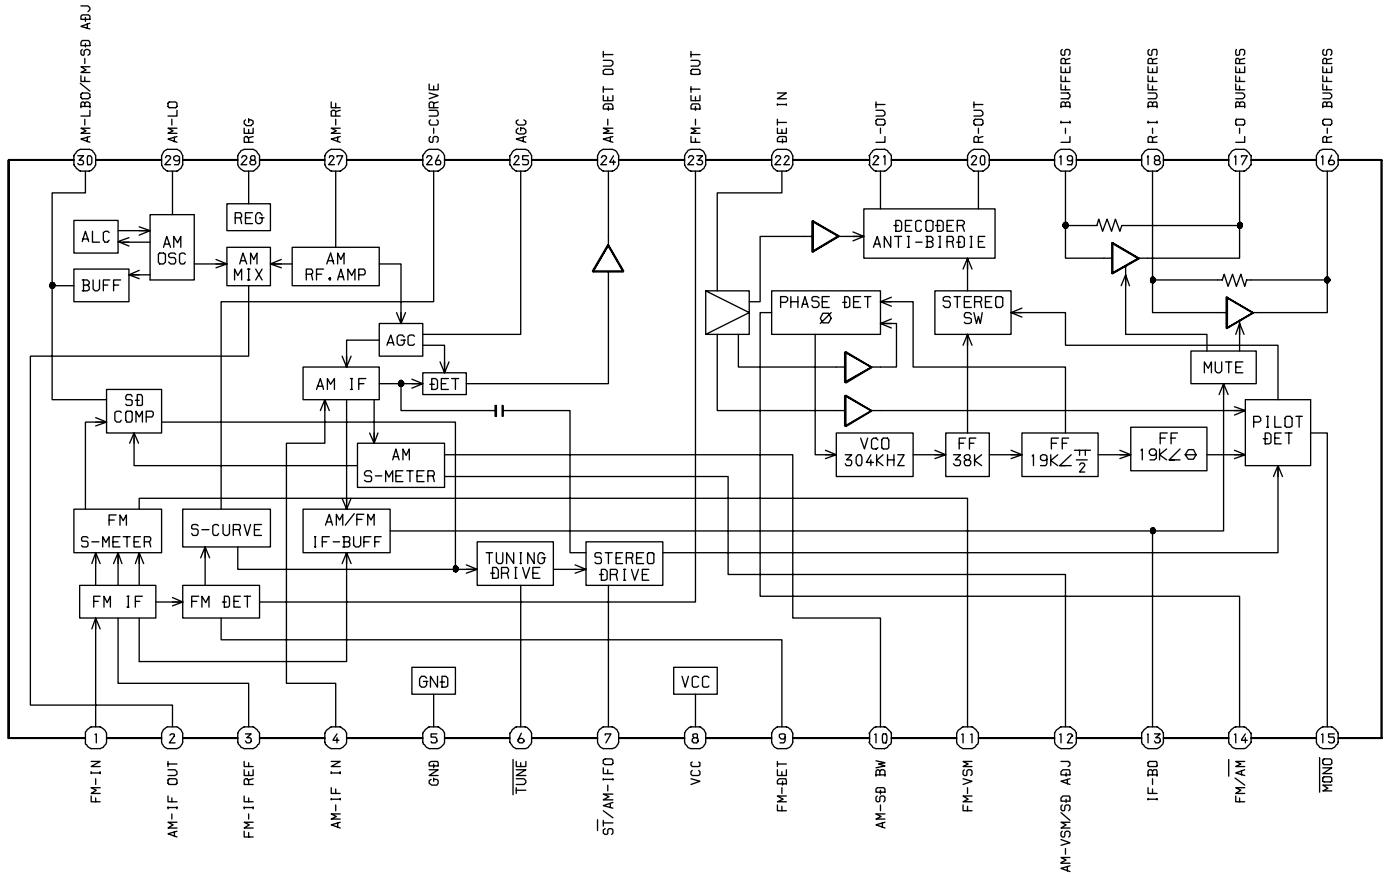 AM-LBO/FM-SD ADJ
AM-LO
REG
AM-RF
S-CURVE
AGC
AM- DET OUT
FM- DET OUT
DET IN
L-OUT
R-OUT
L-I BUFFERS
R-I BUFFERS
L-O BUFFERS
R-O BUFFERS
30
29
28
27
26
25
24
23
22
21
20
19
18
17
16
REG
ALC
AM
OSC
DECODER
ANTI-BIRDIE
BUFF
AM
MIX
AM
RF.AMP
PHASE DET
Ø
STEREO
SW
AGC
MUTE
AM IF
DET
SD
COMP
PILOT
DET
AM
S-METER
VCO
304KHZ
FF
38K
FF
19K∠π/2
FF
19K∠θ
FM
S-METER
S-CURVE
AM/FM
IF-BUFF
TUNING
DRIVE
STEREO
DRIVE
FM IF
FM DET
GND
VCC
1
2
3
4
5
6
7
8
9
10
11
12
13
14
15
FM-IN
AM-IF OUT
FM-IF REF
AM-IF IN
GND
T̅U̅N̅E̅
S̅T̅/AM-IFO
VCC
FM-DET
AM-SD BW
FM-VSM
AM-VSM/SD ADJ
IF-BO
FM/A̅M̅
M̅O̅N̅O̅